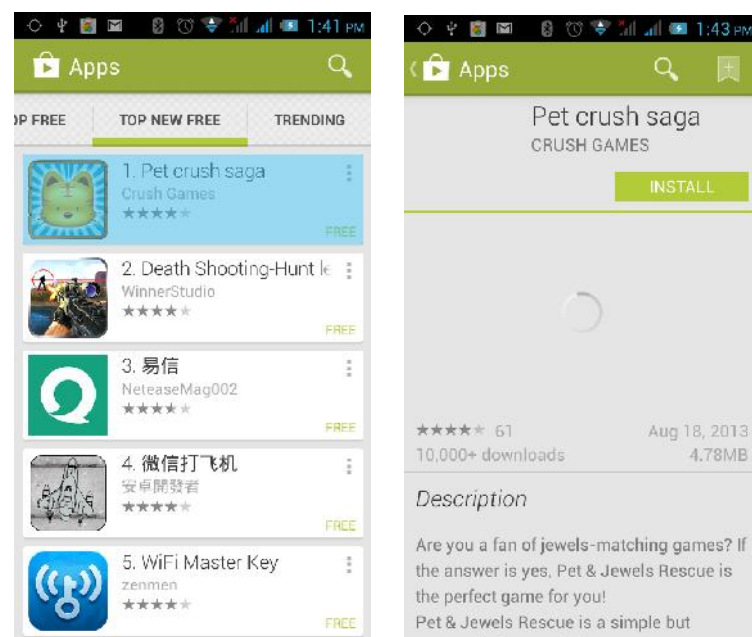 1:41 PM
Apps
OP FREE TOP NEW FREE TRENDING
1. Pet crush saga
Crush Games
FREE
2. Death Shooting-Hunt le
WinnerStudio
FREE
3. 易信
NeteaseMag002
FREE
4. 微信打飞机
安卓開發者
FREE
5. WiFi Master Key
zenmen
FREE
1:43 PM
Apps
Pet crush saga
CRUSH GAMES
INSTALL
61 Aug 18, 2013
10,000+ downloads 4.78MB
Description
Are you a fan of jewels-matching games? If
the answer is yes, Pet & Jewels Rescue is
the perfect game for you!
Pet & Jewels Rescue is a simple but